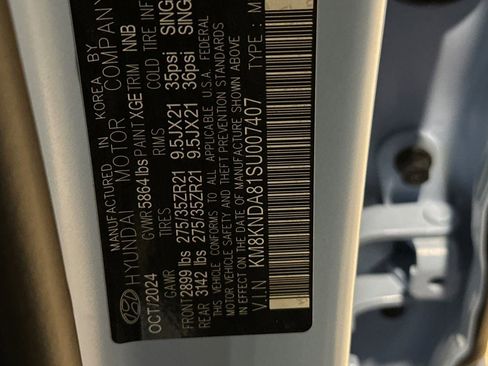 MANUFACTURED IN KOREA BY
HYUNDAI MOTOR COMPANY
OCT/2024 GVWR 5864 lbs PAINT XGE TRIM NNB
GAWR TIRES RIMS COLD TIRE INF
FRONT 2899 lbs 275/35ZR21 9.5JX21 35psi SING
REAR 3142 lbs 275/35ZR21 9.5JX21 36psi SING
THIS VEHICLE CONFORMS TO ALL APPLICABLE U.S.A. FEDERAL
MOTOR VEHICLE SAFETY AND THEFT PREVENTION STANDARDS
IN EFFECT ON THE DATE OF MANUFACTURE SHOWN ABOVE
V.I.N : KM8KNDA81SU007407 TYPE : M